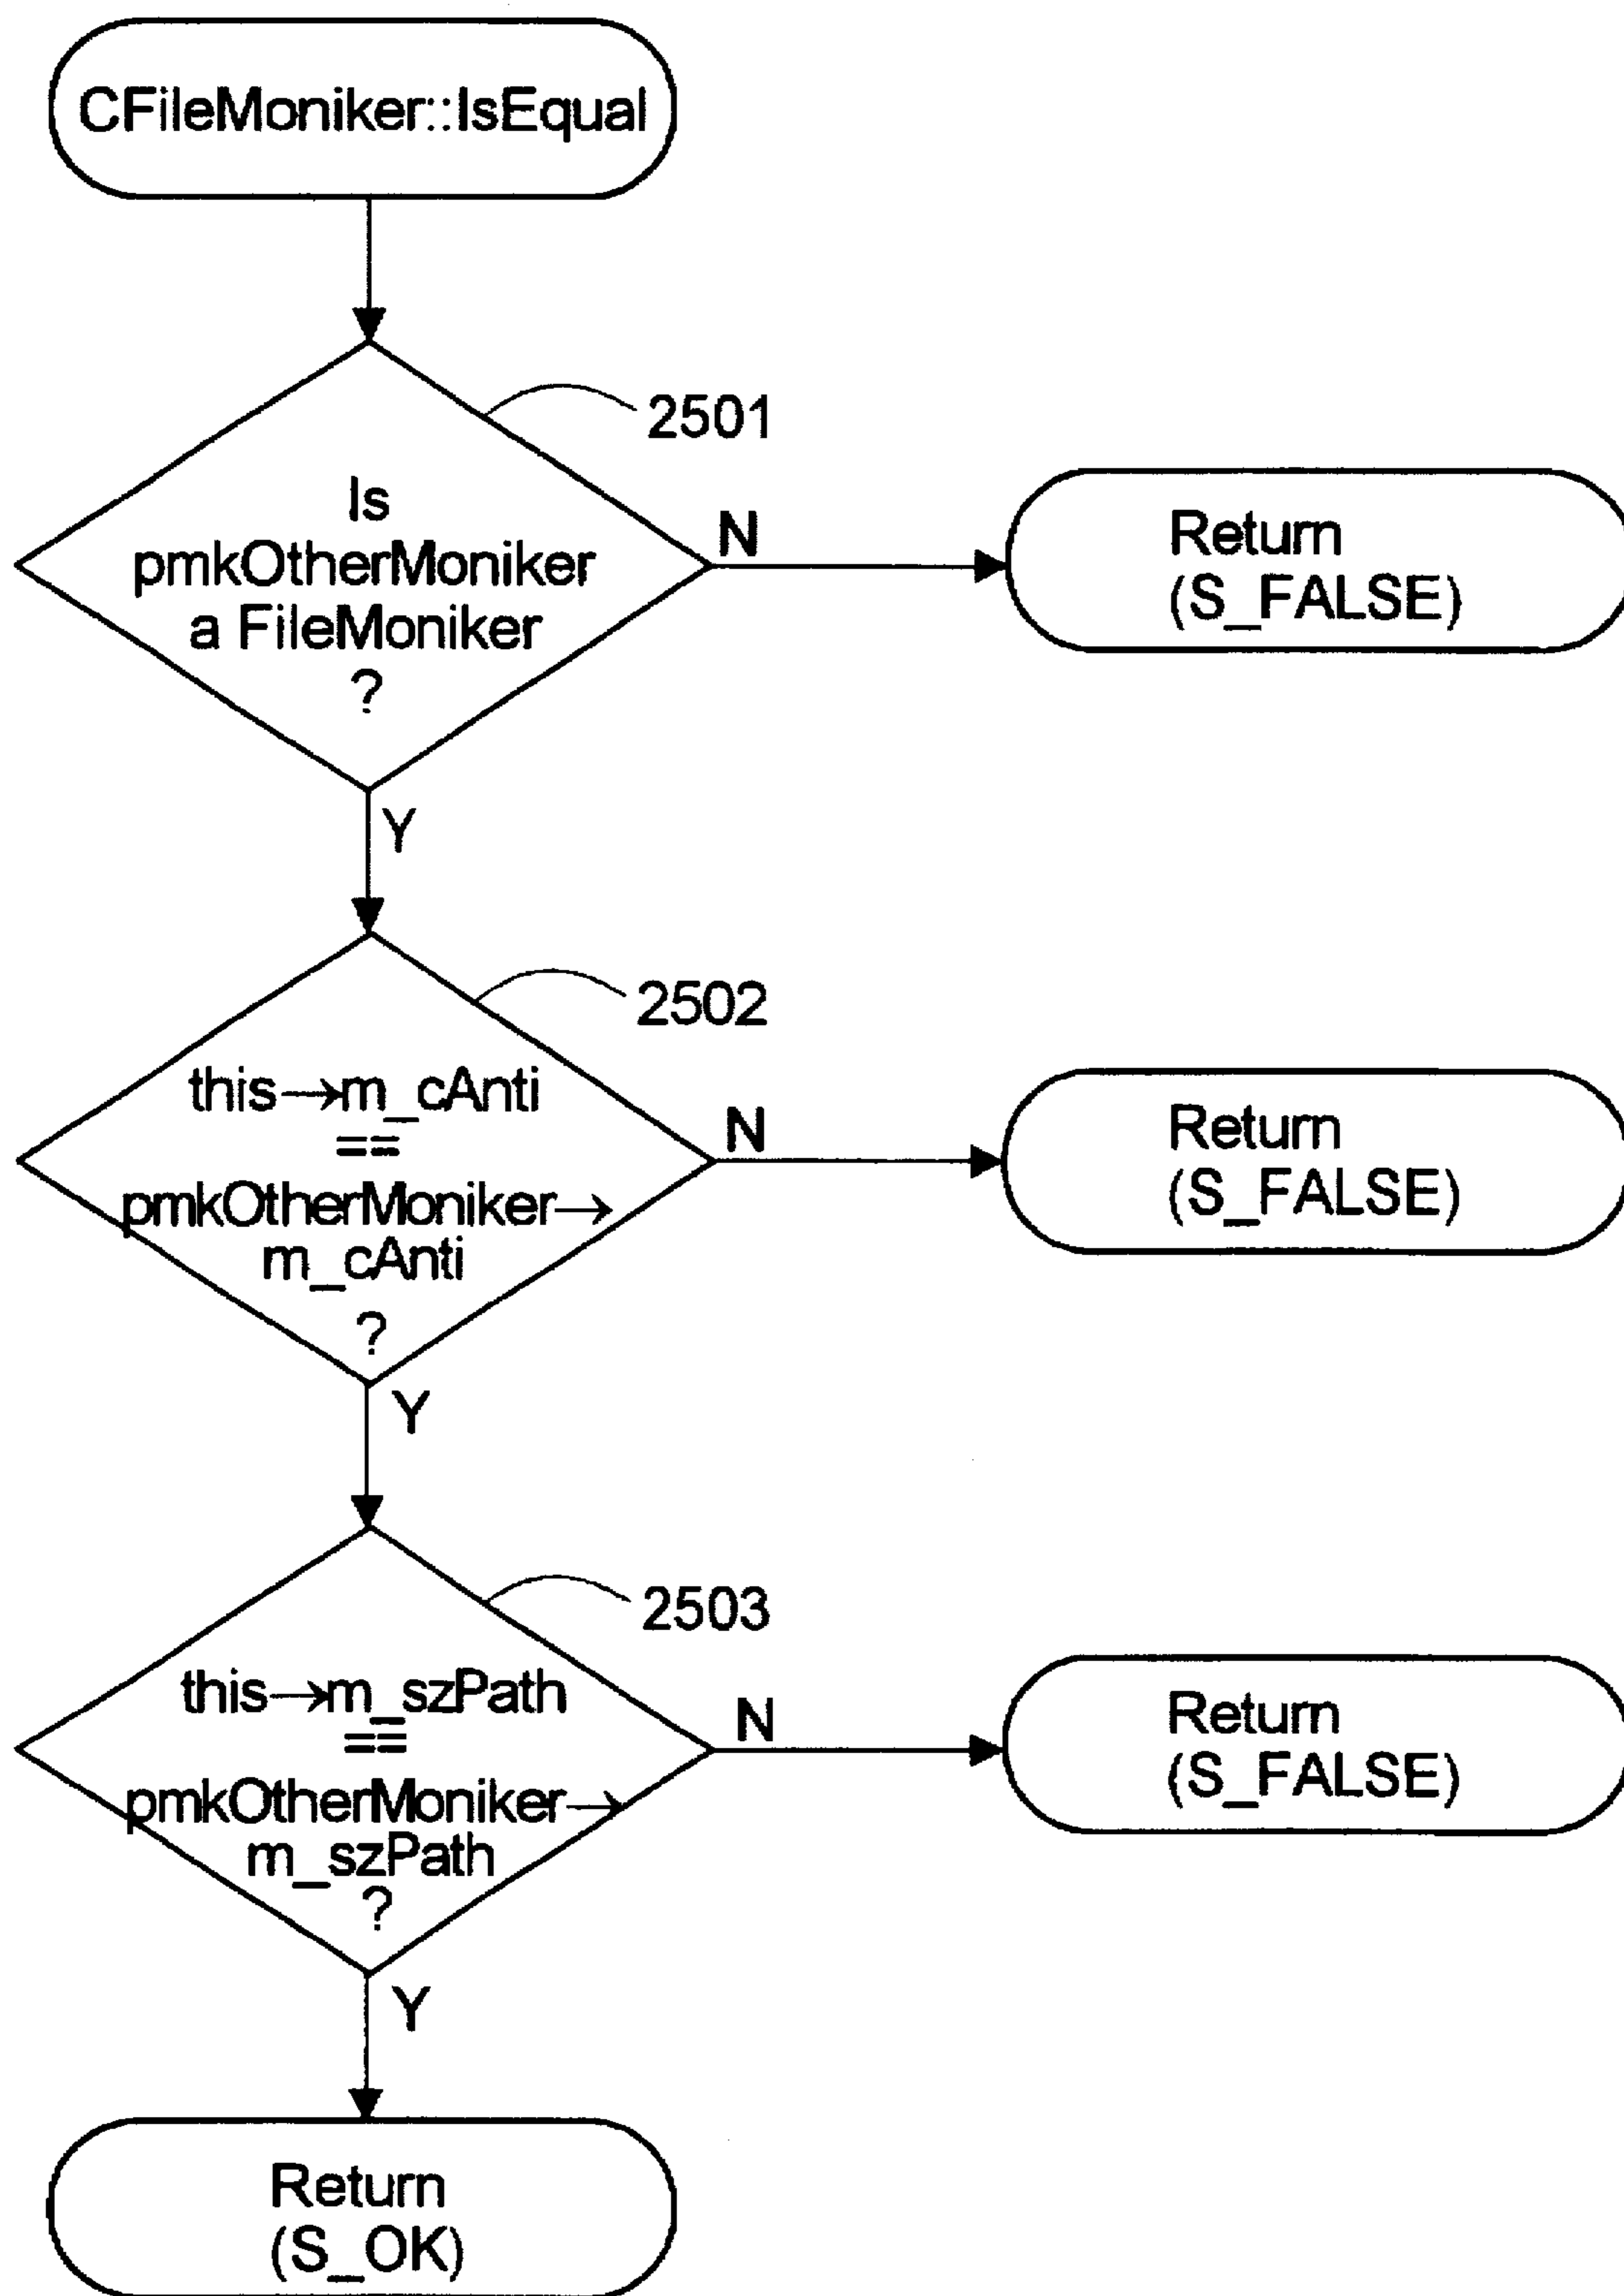 CFileMoniker::IsEqual
2501
Is
pmkOtherMoniker
a FileMoniker
?
N
Return
(S_FALSE)
Y
2502
this→m_cAnti
==
pmkOtherMoniker→
m_cAnti
?
N
Return
(S_FALSE)
Y
2503
this→m_szPath
==
pmkOtherMoniker→
m_szPath
?
N
Return
(S_FALSE)
Y
Return
(S_OK)